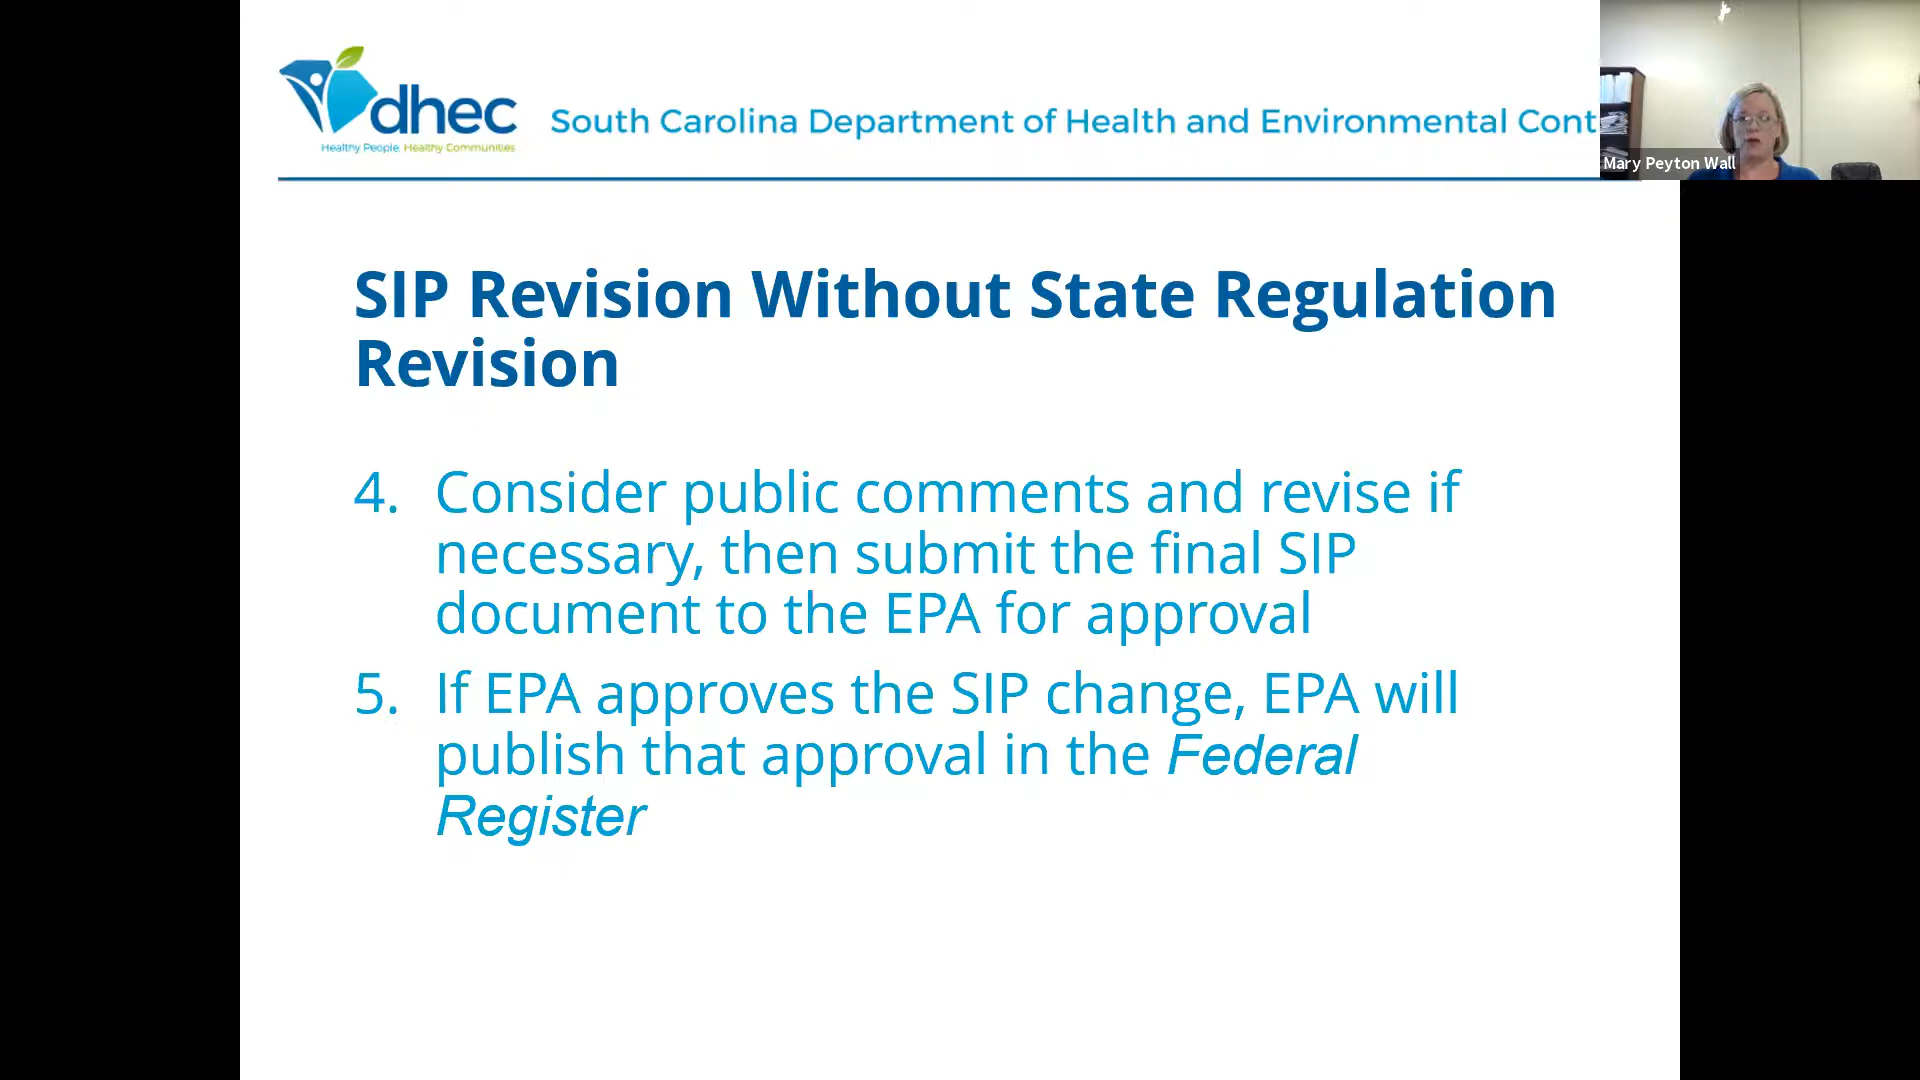 dhec
Healthy People. Healthy Communities
South Carolina Department of Health and Environmental Cont
Mary Peyton Wall
SIP Revision Without State Regulation
Revision
4. Consider public comments and revise if
necessary, then submit the final SIP
document to the EPA for approval
5. If EPA approves the SIP change, EPA will
publish that approval in the Federal
Register